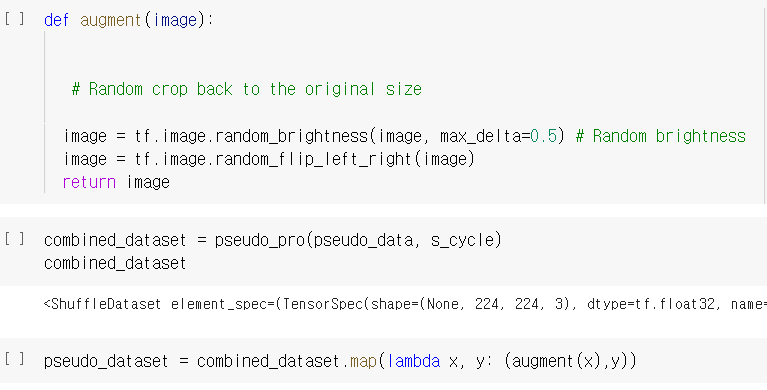 [ ] def augment(image):
# Random crop back to the original size
image = tf.image.random_brightness(image, max_delta=0.5) # Random brightness
image = tf.image.random_flip_left_right(image)
return image
[ ] combined_dataset = pseudo_pro(pseudo_data, s_cycle)
combined_dataset
<ShuffleDataset element_spec=(TensorSpec(shape=(None, 224, 224, 3), dtype=tf.float32, name=
[ ] pseudo_dataset = combined_dataset.map(lambda x, y: (augment(x),y))